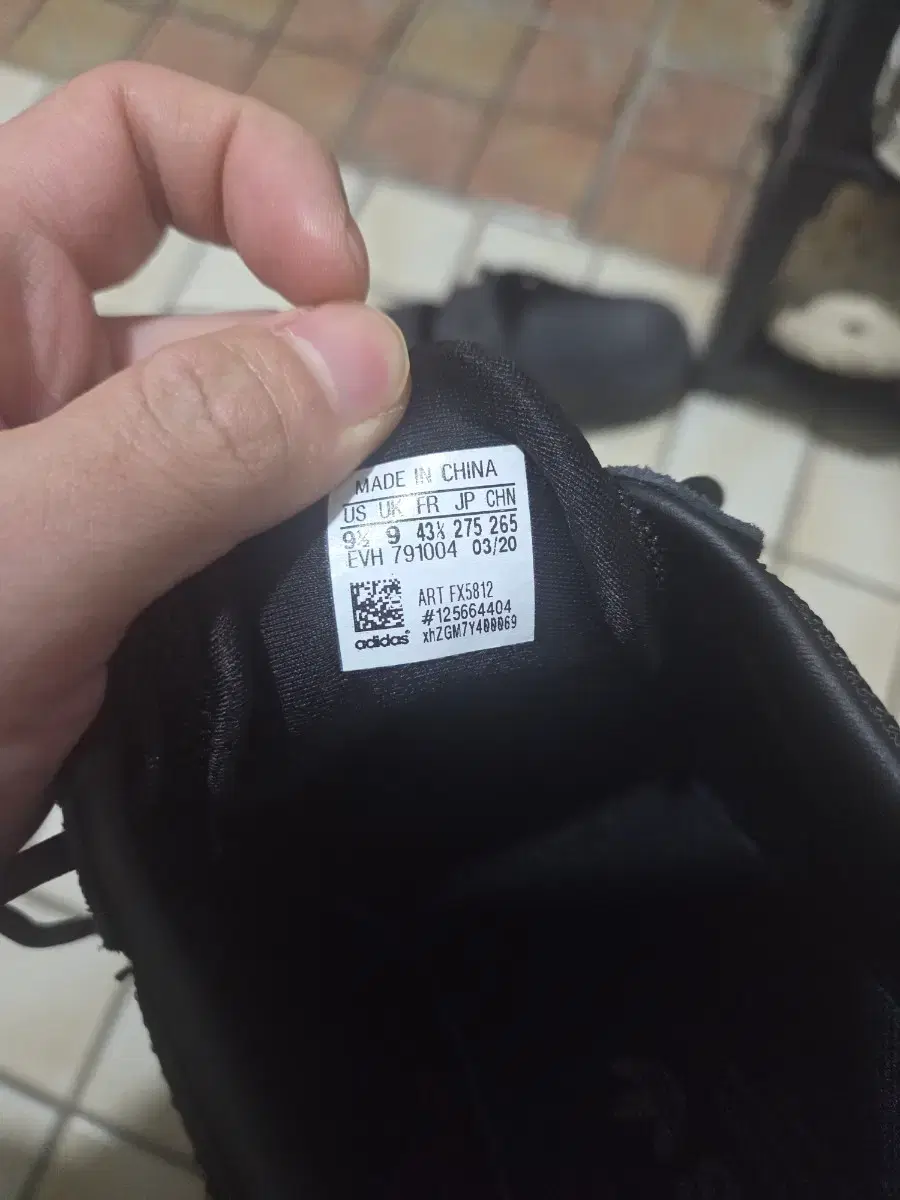 MADE IN CHINA
US UK FR JP CHN
9½ 9 43⅓ 275 265
EVH 791004 03/20
ART FX5812
#125664404
adidas